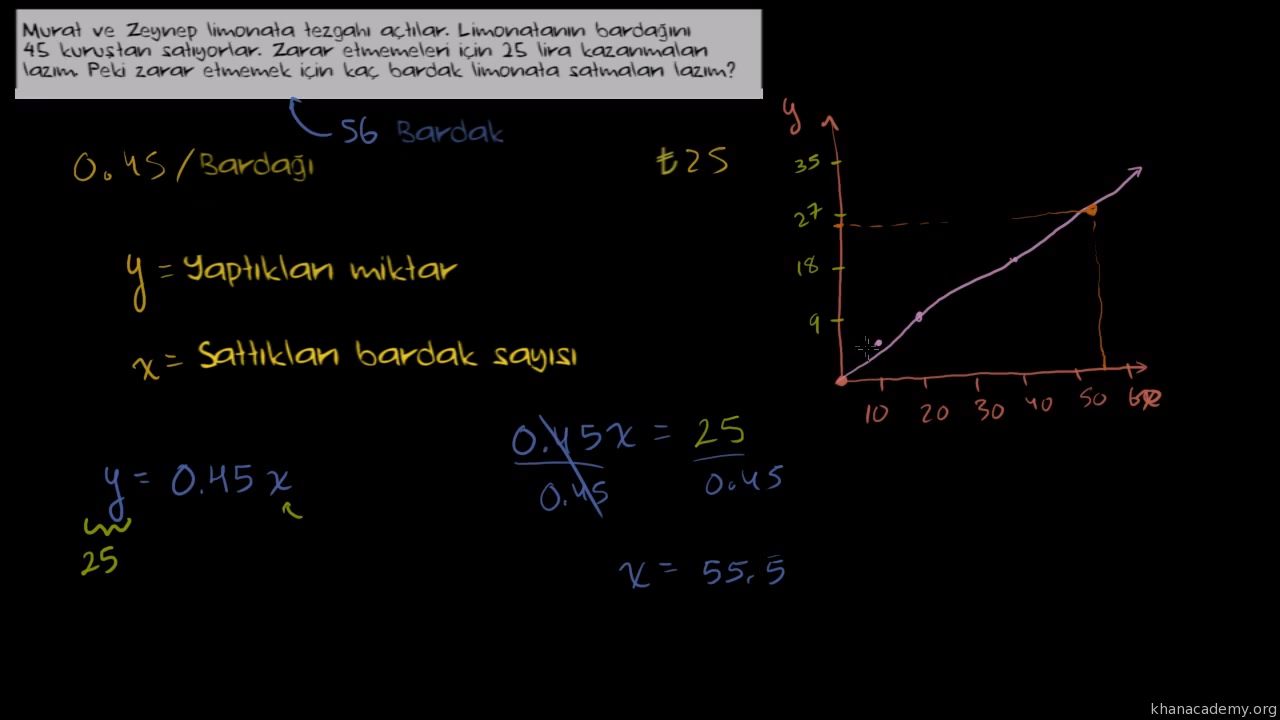 Murat ve Zeynep limonata tezgahı açtılar. Limonatanın bardağını
45 kuruştan satıyorlar. Zarar etmemeleri için 25 lira kazanmaları
lazım. Peki zarar etmemek için kaç bardak limonata satmaları lazım?
56 Bardak
0.45/Bardağı
₺25
y = Yaptıkları miktar
x = Sattıkları bardak sayısı
y = 0.45x
25
0.45x = 25
0.45 0.45
x = 55.5̅
y
35
27
18
9
10 20 30 40 50 60
khanacademy.org